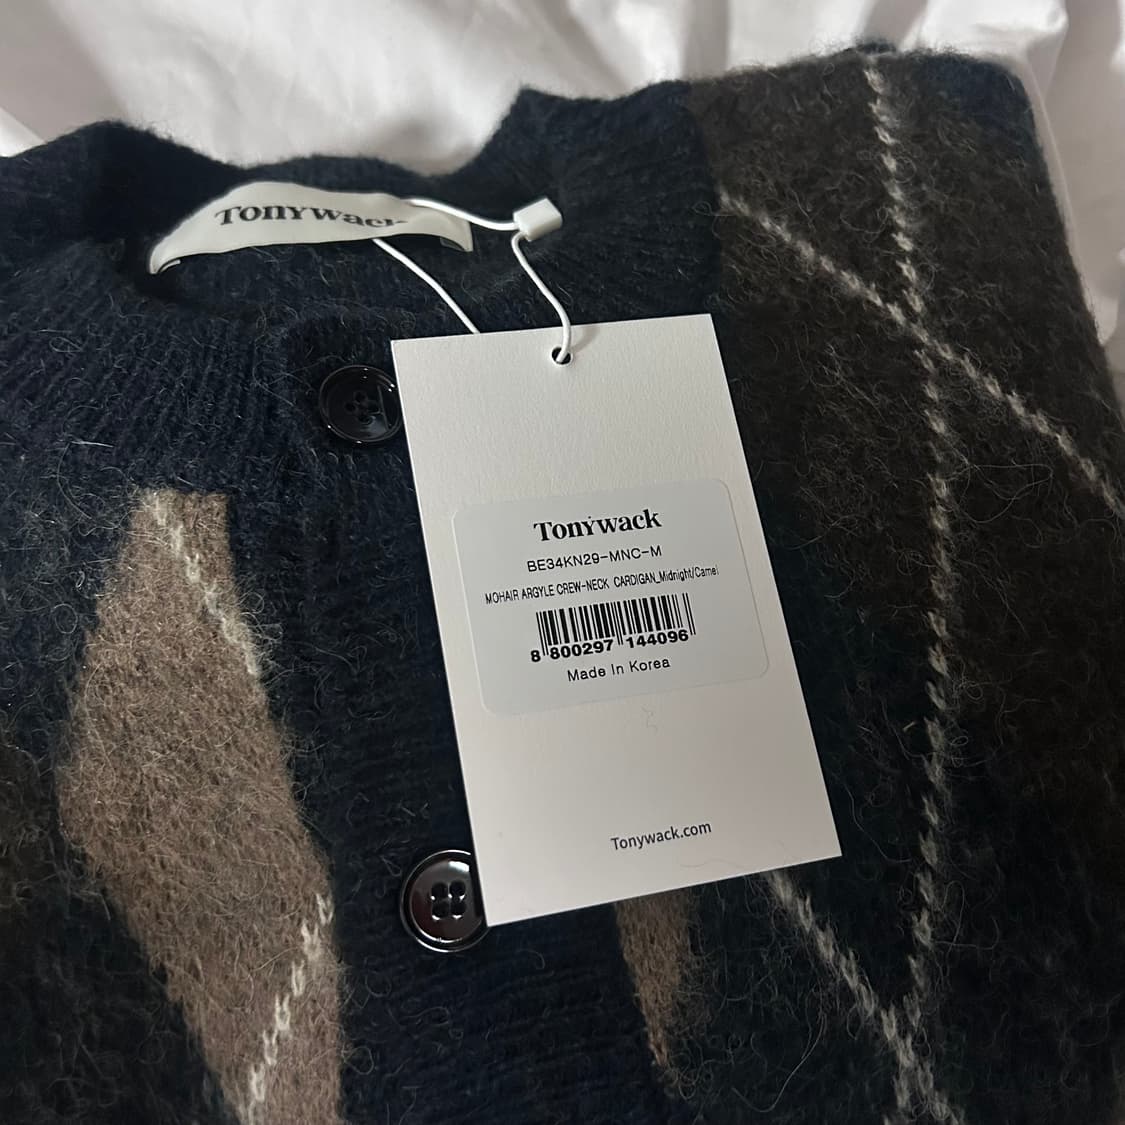 Tonywack
Tonywack
BE34KN29-MNC-M
MOHAIR ARGYLE CREW-NECK CARDIGAN_Midnight/Camel
8 800297 144096
Made In Korea
Tonywack.com